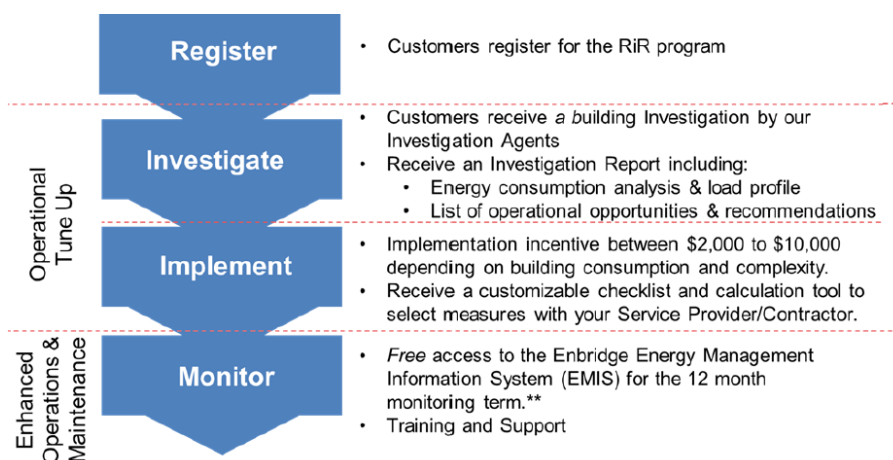 Register
• Customers register for the RiR program
Operational
Tune Up
Investigate
• Customers receive a building Investigation by our
Investigation Agents
• Receive an Investigation Report including:
• Energy consumption analysis & load profile
• List of operational opportunities & recommendations
Implement
• Implementation incentive between $2,000 to $10,000
depending on building consumption and complexity.
• Receive a customizable checklist and calculation tool to
select measures with your Service Provider/Contractor.
Enhanced
Operations &
Maintenance
Monitor
• Free access to the Enbridge Energy Management
Information System (EMIS) for the 12 month
monitoring term.**
• Training and Support